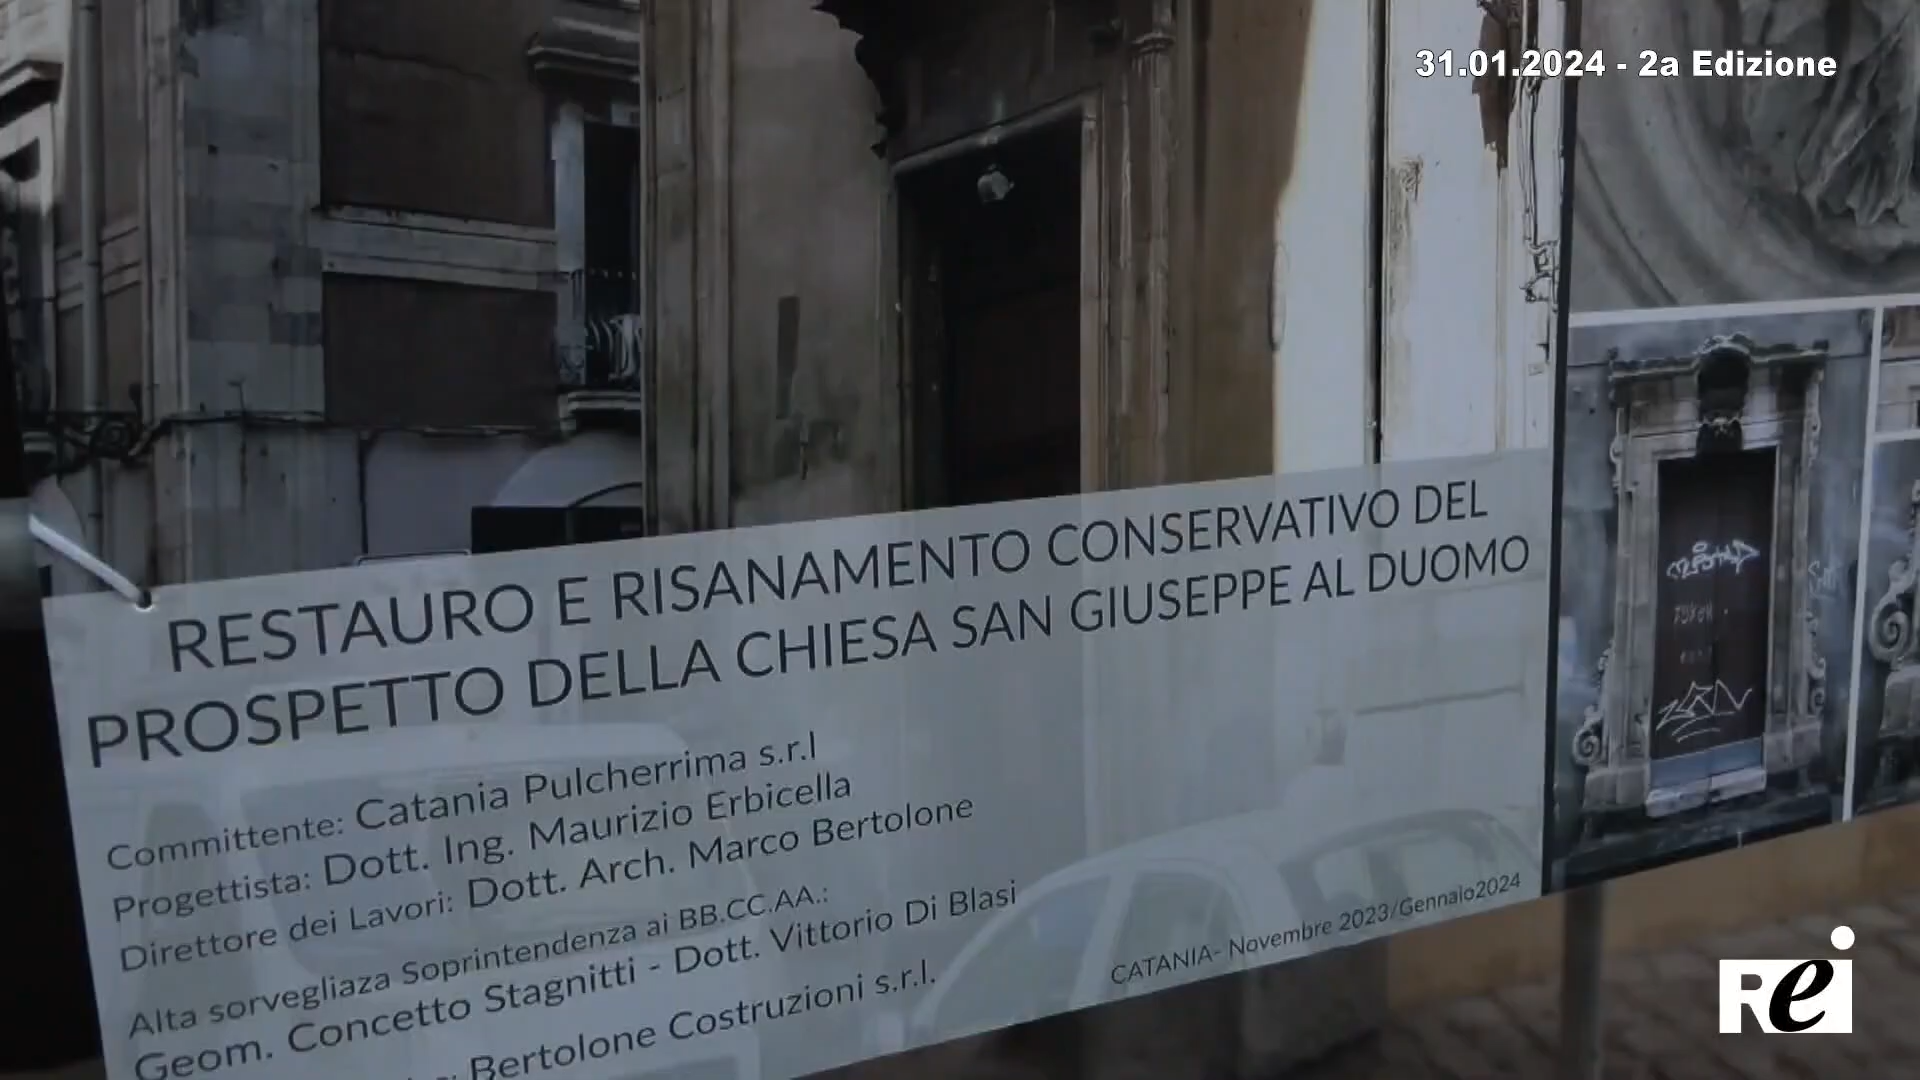 31.01.2024 - 2a Edizione
RESTAURO E RISANAMENTO CONSERVATIVO DEL
PROSPETTO DELLA CHIESA SAN GIUSEPPE AL DUOMO
Committente: Catania Pulcherrima s.r.l
Progettista: Dott. Ing. Maurizio Erbicella
Direttore dei Lavori: Dott. Arch. Marco Bertolone
Alta sorvegliaza Soprintendenza ai BB.CC.AA.:
Geom. Concetto Stagnitti - Dott. Vittorio Di Blasi
Bertolone Costruzioni s.r.l.
CATANIA- Novembre 2023/Gennaio2024
Rei